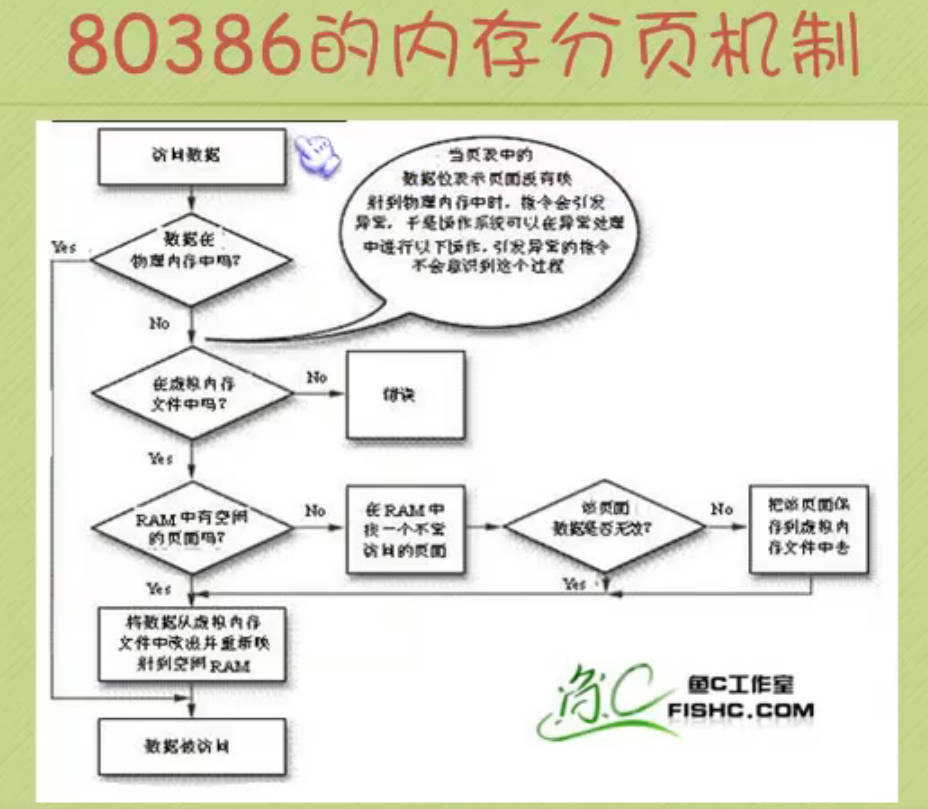 80386的内存分页机制
访问数据
当页表中的
数据位表示页面没有映
射到物理内存中时，指令会引发
异常，于是操作系统可以在异常处理
中进行以下操作，引发异常的指令
不会意识到这个过程
Yes
数据在
物理内存中吗？
No
在虚拟内存
文件中吗？
No
错误
Yes
RAM中有空闲
的页面吗？
No
在RAM中
找一个不常
访问的页面
该页面
数据是否无效？
No
把该页面保
存到虚拟内
存文件中去
Yes
Yes
将数据从虚拟内存
文件中读出并重新映
射到空闲RAM
数据被访问
鱼C
鱼C工作室
FISHC.COM